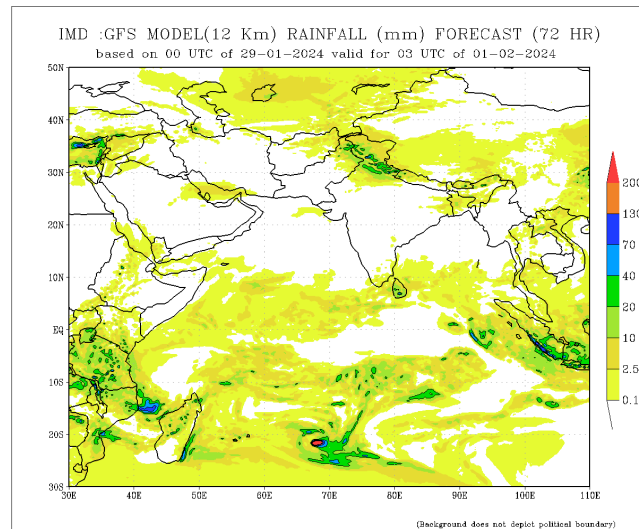 IMD :GFS MODEL(12 Km) RAINFALL (mm) FORECAST (72 HR)
based on 00 UTC of 29-01-2024 valid for 03 UTC of 01-02-2024
50N
40N
30N
20N
10N
EQ
10S
20S
30S
30E 40E 50E 60E 70E 80E 90E 100E 110E
200
130
70
40
20
10
2.5
0.1
(Background does not depict political boundary)